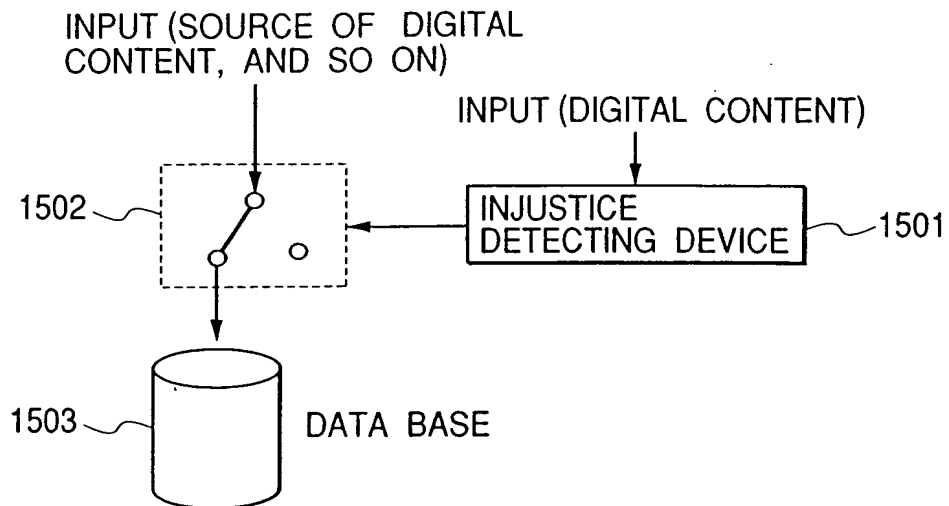 INPUT (SOURCE OF DIGITAL
CONTENT, AND SO ON)
INPUT (DIGITAL CONTENT)
1502
INJUSTICE
DETECTING DEVICE
1501
1503
DATA BASE